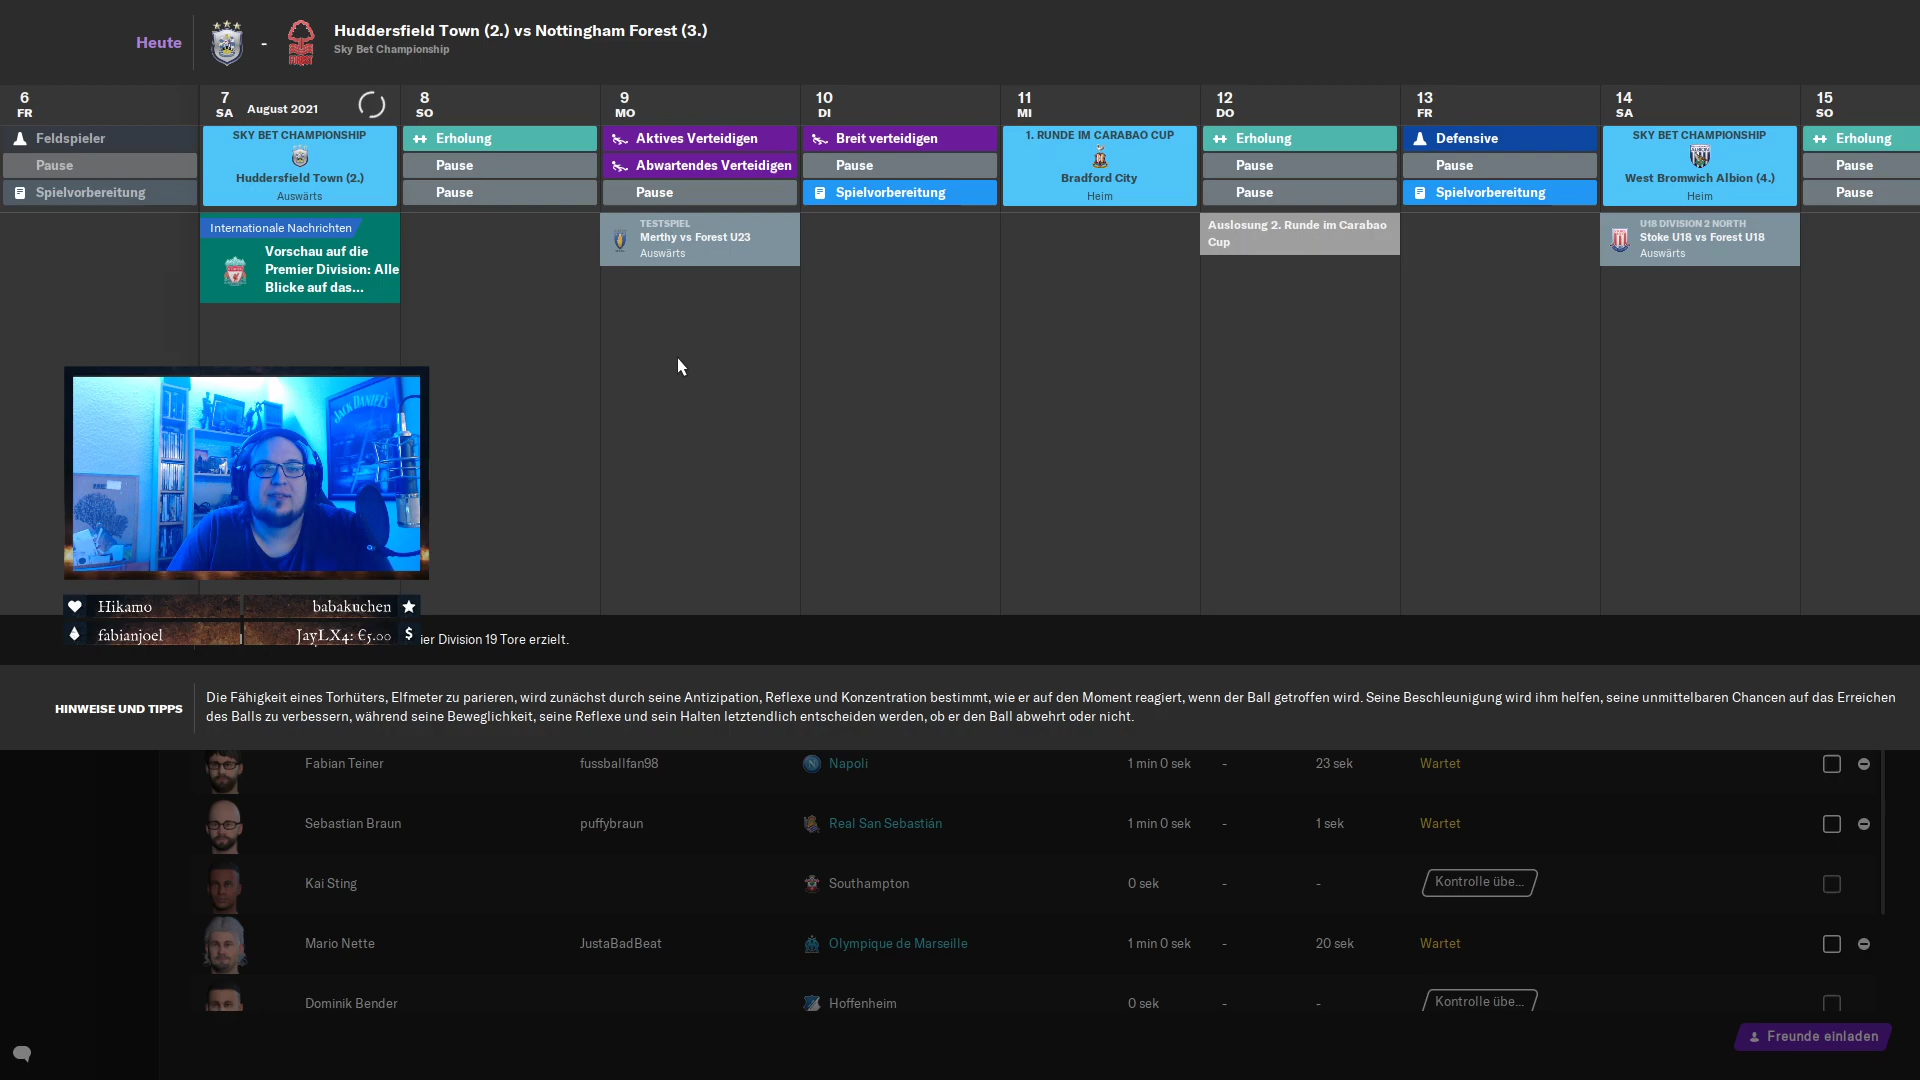 Heute
-
Huddersfield Town (2.) vs Nottingham Forest (3.)
Sky Bet Championship
6
FR
7
SA
August 2021
8
SO
9
MO
10
DI
11
MI
12
DO
13
FR
14
SA
15
SO
Feldspieler
Pause
Spielvorbereitung
SKY BET CHAMPIONSHIP
Huddersfield Town (2.)
Auswärts
Erholung
Pause
Pause
Aktives Verteidigen
Abwartendes Verteidigen
Pause
Breit verteidigen
Pause
Spielvorbereitung
1. RUNDE IM CARABAO CUP
Bradford City
Heim
Erholung
Pause
Pause
Defensive
Pause
Spielvorbereitung
SKY BET CHAMPIONSHIP
West Bromwich Albion (4.)
Heim
Erholung
Pause
Pause
Internationale Nachrichten
Vorschau auf die
Premier Division: Alle
Blicke auf das...
TESTSPIEL
Merthy vs Forest U23
Auswärts
Auslosung 2. Runde im Carabao
Cup
U18 DIVISION 2 NORTH
Stoke U18 vs Forest U18
Auswärts
JACK DANIEL'S
Hikamo
babakuchen
fabianjoel
JayLX4: €5.00
$
ier Division 19 Tore erzielt.
HINWEISE UND TIPPS
Die Fähigkeit eines Torhüters, Elfmeter zu parieren, wird zunächst durch seine Antizipation, Reflexe und Konzentration bestimmt, wie er auf den Moment reagiert, wenn der Ball getroffen wird. Seine Beschleunigung wird ihm helfen, seine unmittelbaren Chancen auf das Erreichen
des Balls zu verbessern, während seine Beweglichkeit, seine Reflexe und sein Halten letztendlich entscheiden werden, ob er den Ball abwehrt oder nicht.
Fabian Teiner fussballfan98 Napoli 1 min 0 sek - 23 sek Wartet
Sebastian Braun puffybraun Real San Sebastián 1 min 0 sek - 1 sek Wartet
Kai Sting Southampton 0 sek - - Kontrolle übe...
Mario Nette JustaBadBeat Olympique de Marseille 1 min 0 sek - 20 sek Wartet
Dominik Bender Hoffenheim 0 sek - - Kontrolle übe...
Freunde einladen